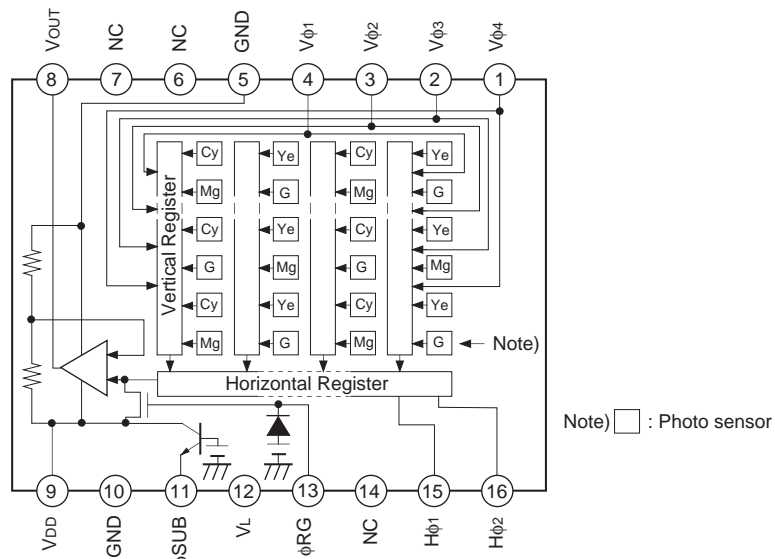 VOUT NC NC GND Vϕ1 Vϕ2 Vϕ3 Vϕ4
8 7 6 5 4 3 2 1
Vertical Register
Cy Ye Cy Ye
Mg G Mg G
Cy Ye Cy Ye
G Mg G Mg
Cy Ye Cy Ye
Mg G Mg G
Note)
Horizontal Register
Note) : Photo sensor
9 10 11 12 13 14 15 16
VDD GND ϕSUB VL ϕRG NC Hϕ1 Hϕ2